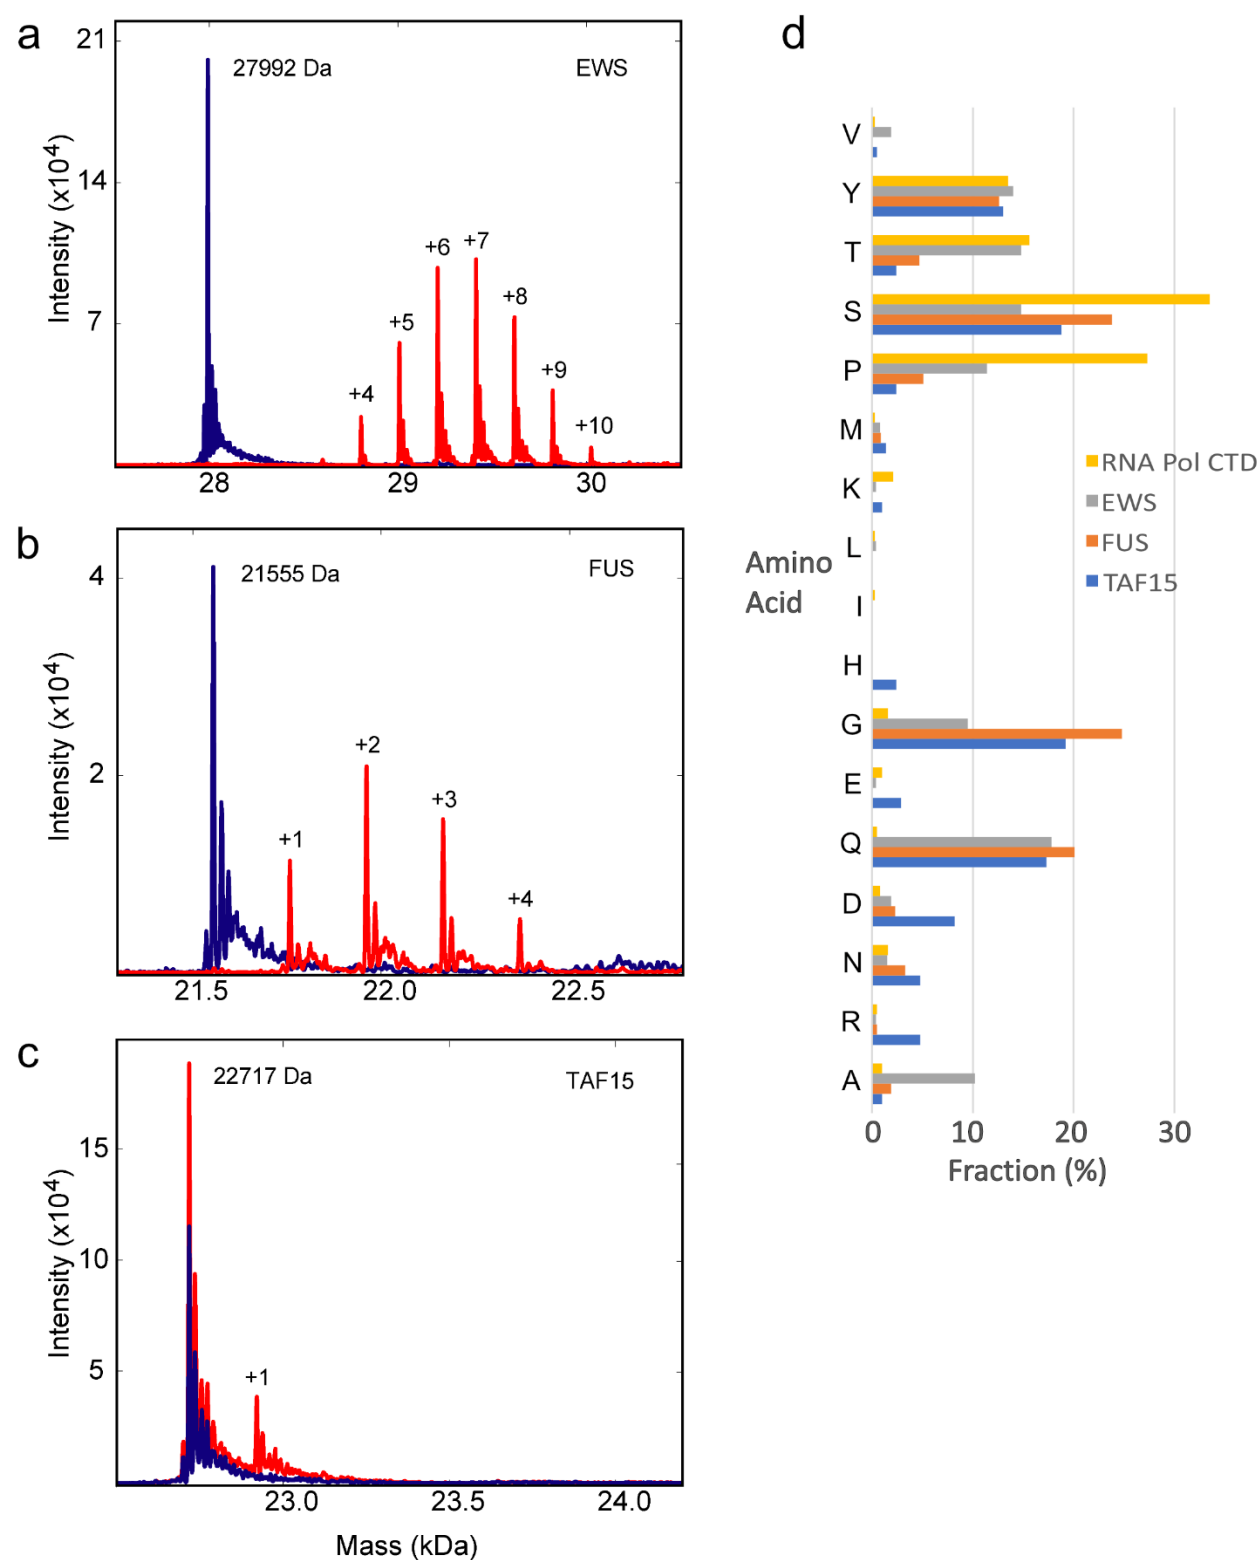 a
21
14
7
Intensity (x10⁴)
27992 Da
EWS
+4
+5
+6
+7
+8
+9
+10
28
29
30
b
4
2
Intensity (x10⁴)
21555 Da
FUS
+1
+2
+3
+4
21.5
22.0
22.5
c
15
10
5
Intensity (x10⁴)
22717 Da
TAF15
+1
23.0
23.5
24.0
Mass (kDa)
d
V
Y
T
S
P
M
K
L
I
H
G
E
Q
D
N
R
A
Amino
Acid
RNA Pol CTD
EWS
FUS
TAF15
0
10
20
30
Fraction (%)